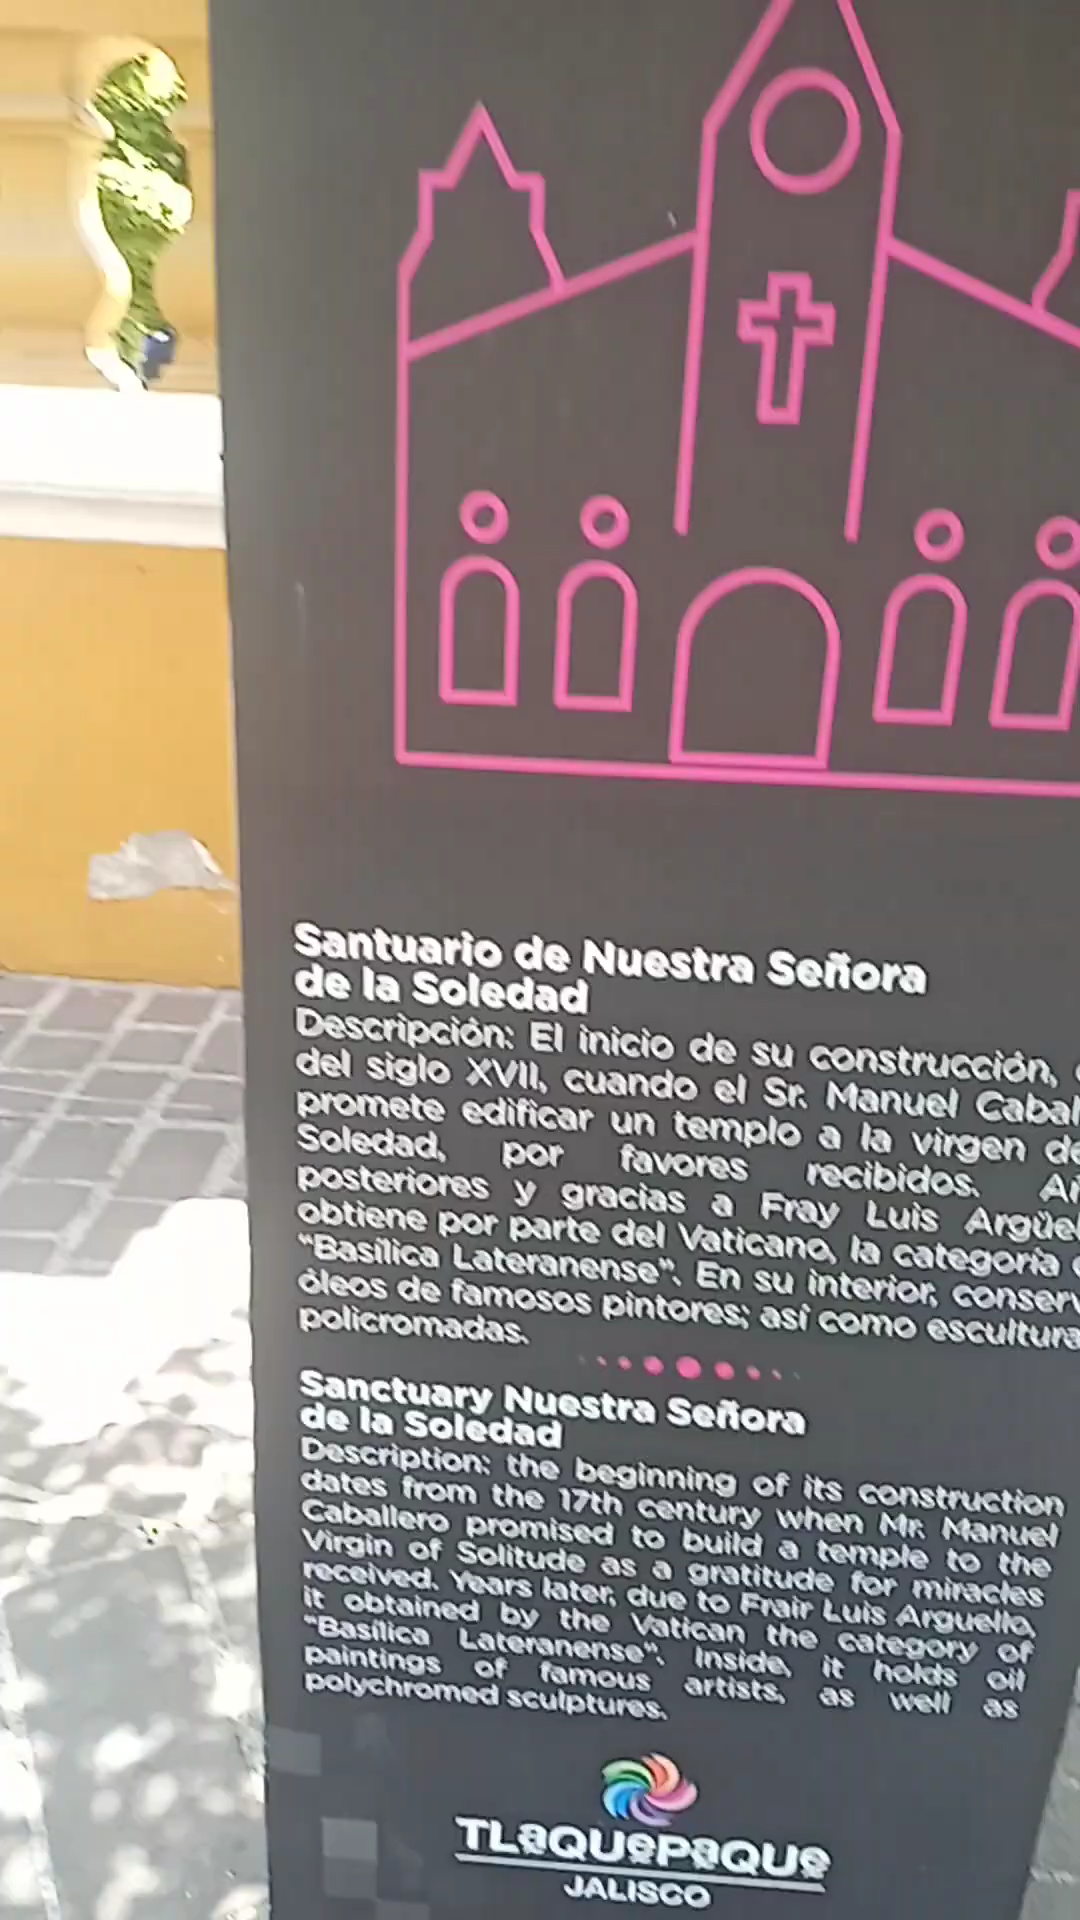 Santuario de Nuestra Señora
de la Soledad
Descripción: El inicio de su construcción,
del siglo XVII, cuando el Sr. Manuel
promete edificar un templo a la virgen
Soledad, por favores recibidos.
posteriores y gracias a Fray Luis
obtiene por parte del Vaticano, la categoría
"Basílica Lateranense". En su interior,
óleos de famosos pintores; así como
policromadas.
Sanctuary Nuestra Señora
de la Soledad
Description: the beginning of its construction
dates from the 17th century when Mr. Manuel
Caballero promised to build a temple to the
Virgin of Solitude as a gratitude for miracles
received. Years later, due to Frair Luis Arguello,
it obtained by the Vatican the category of
"Basílica Lateranense". Inside, it holds oil
paintings of famous artists, as well as
polychromed sculptures.
TLaQUePaQUe
JALISCO